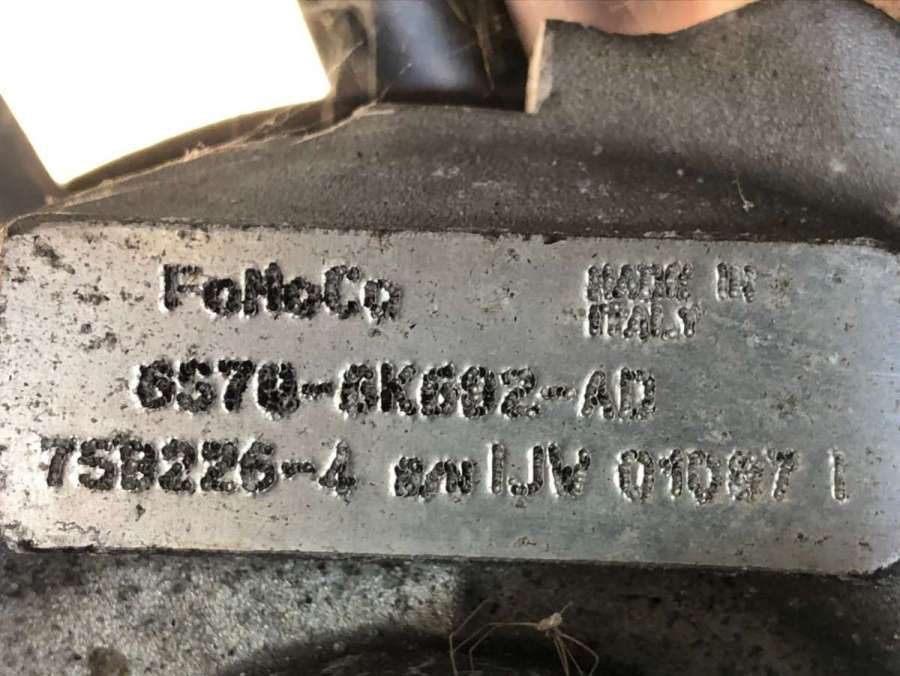 FoMoCo
MADE IN
ITALY
6S7Q-6K682-AD
758226-4 S/N IJV 01097 I